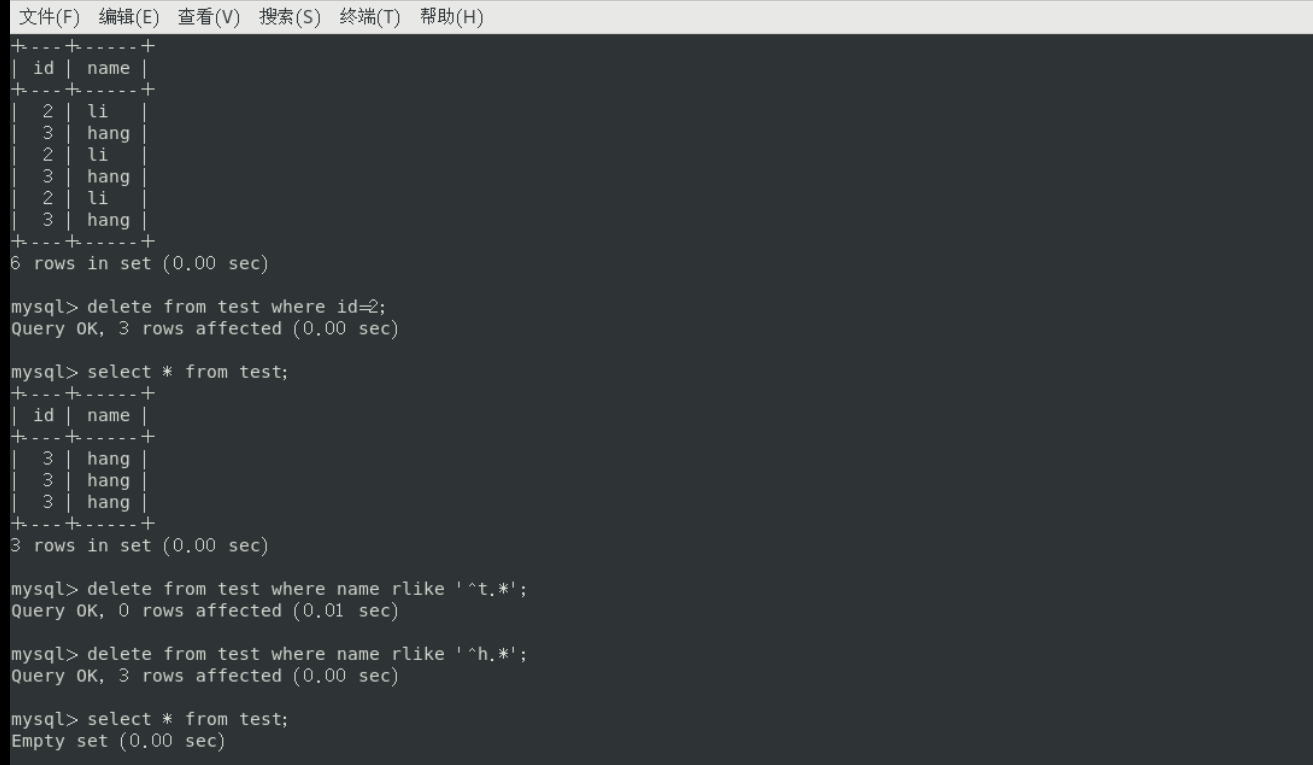 文件(F) 编辑(E) 查看(V) 搜索(S) 终端(T) 帮助(H)
+----+------+
| id | name |
+----+------+
|  2 | li   |
|  3 | hang |
|  2 | li   |
|  3 | hang |
|  2 | li   |
|  3 | hang |
+----+------+
6 rows in set (0.00 sec)
mysql> delete from test where id=2;
Query OK, 3 rows affected (0.00 sec)
mysql> select * from test;
+----+------+
| id | name |
+----+------+
|  3 | hang |
|  3 | hang |
|  3 | hang |
+----+------+
3 rows in set (0.00 sec)
mysql> delete from test where name rlike '^t.*';
Query OK, 0 rows affected (0.01 sec)
mysql> delete from test where name rlike '^h.*';
Query OK, 3 rows affected (0.00 sec)
mysql> select * from test;
Empty set (0.00 sec)